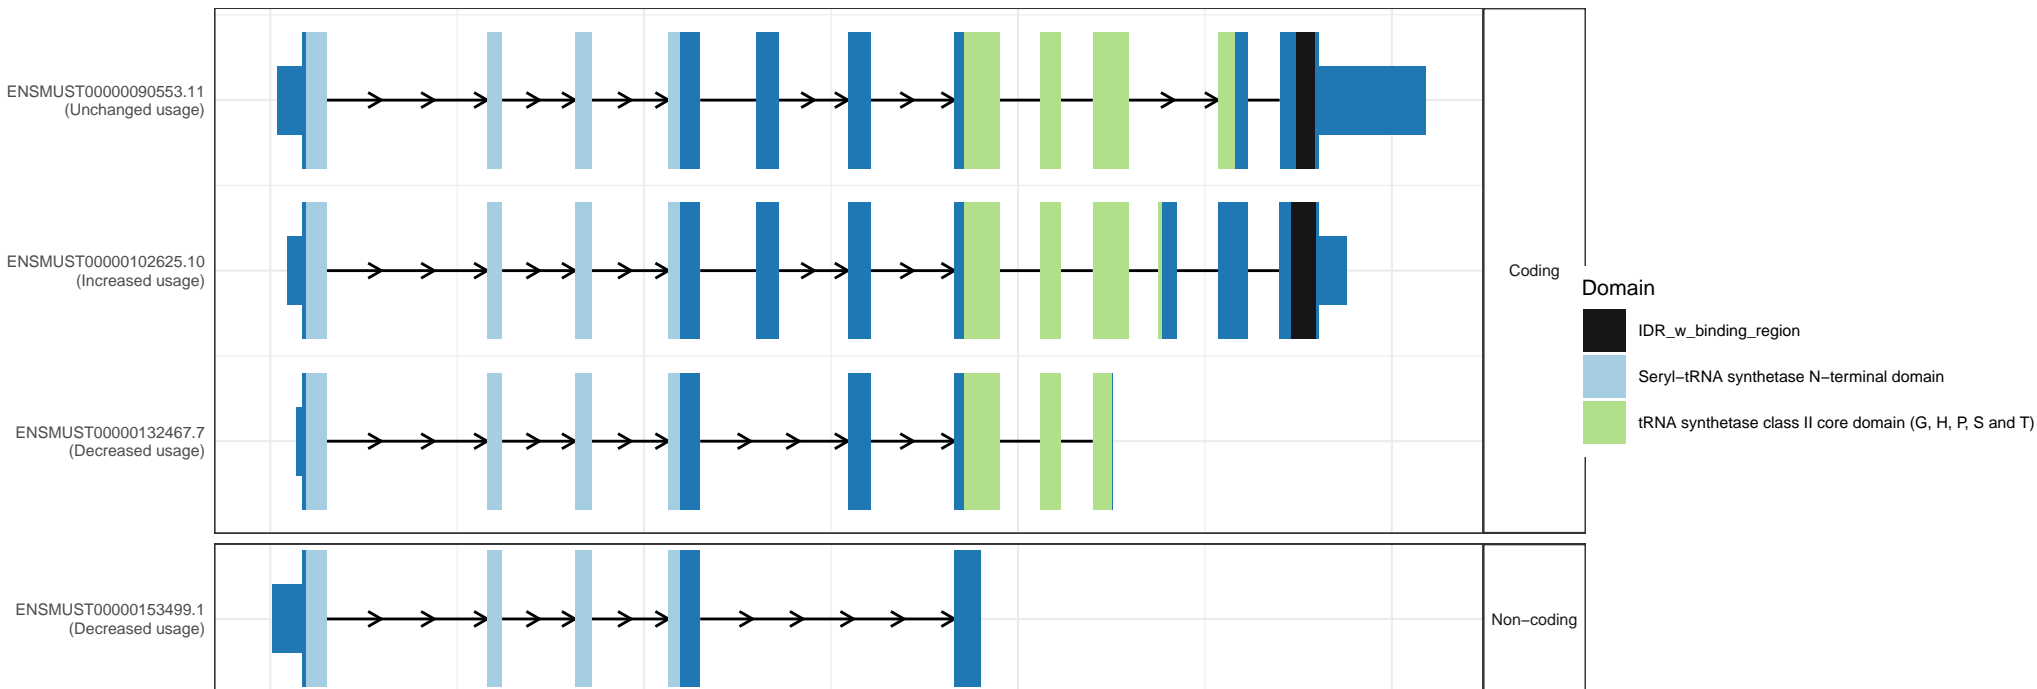 ENSMUST00000090553.11
(Unchanged usage)
ENSMUST00000102625.10
(Increased usage)
ENSMUST00000132467.7
(Decreased usage)
ENSMUST00000153499.1
(Decreased usage)
Coding
Non−coding
Domain
IDR_w_binding_region
Seryl−tRNA synthetase N−terminal domain
tRNA synthetase class II core domain (G, H, P, S and T)